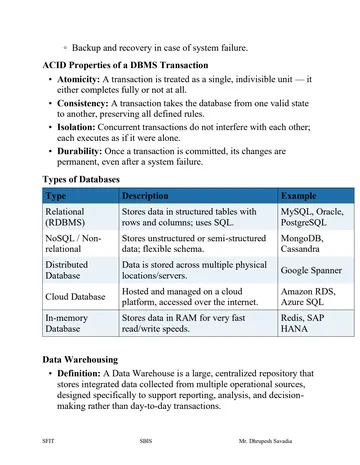 ◦ Backup and recovery in case of system failure.
ACID Properties of a DBMS Transaction
• Atomicity: A transaction is treated as a single, indivisible unit — it
either completes fully or not at all.
• Consistency: A transaction takes the database from one valid state
to another, preserving all defined rules.
• Isolation: Concurrent transactions do not interfere with each other;
each executes as if it were alone.
• Durability: Once a transaction is committed, its changes are
permanent, even after a system failure.
Types of Databases
Type Description Example
Relational Stores data in structured tables with MySQL, Oracle,
(RDBMS) rows and columns; uses SQL. PostgreSQL
NoSQL / Non- Stores unstructured or semi-structured MongoDB,
relational data; flexible schema. Cassandra
Distributed Data is stored across multiple physical Google Spanner
Database locations/servers.
Cloud Database Hosted and managed on a cloud Amazon RDS,
platform, accessed over the internet. Azure SQL
In-memory Stores data in RAM for very fast Redis, SAP
Database read/write speeds. HANA
Data Warehousing
• Definition: A Data Warehouse is a large, centralized repository that
stores integrated data collected from multiple operational sources,
designed specifically to support reporting, analysis, and decision-
making rather than day-to-day transactions.
SFIT SBIS Mr. Dhrupesh Savadia